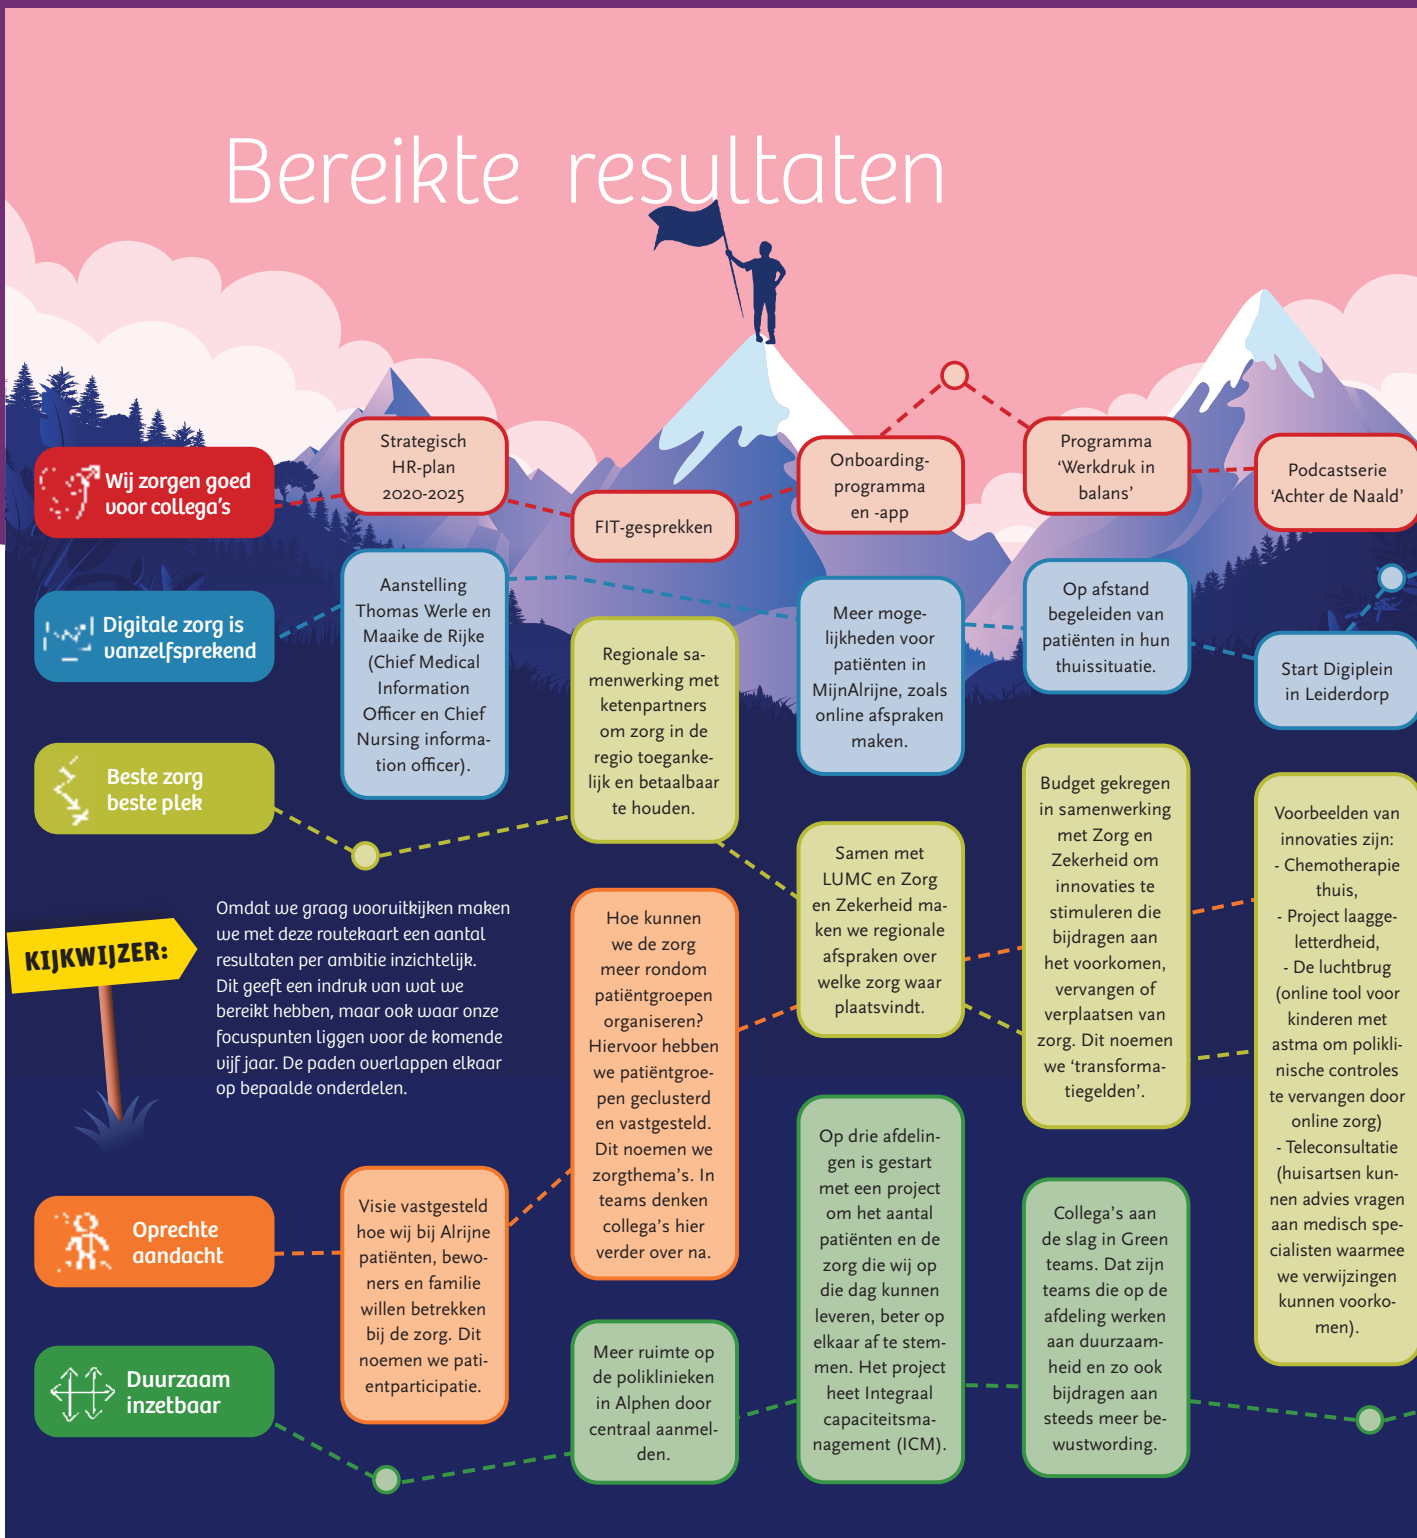 Bereikte resultaten
Wij zorgen goed
voor collega's
Strategisch
HR-plan
2020-2025
FIT-gesprekken
Onboarding-
programma
en -app
Programma
‘Werkdruk in
balans’
Podcastserie
‘Achter de Naald’
Digitale zorg is
vanzelfsprekend
Aanstelling
Thomas Werle en
Maaike de Rijke
(Chief Medical
Information
Officer en Chief
Nursing informa-
tion officer).
Meer moge-
lijkheden voor
patiënten in
MijnAlrijne, zoals
online afspraken
maken.
Op afstand
begeleiden van
patiënten in hun
thuissituatie.
Start Digiplein
in Leiderdorp
Beste zorg
beste plek
Regionale sa-
menwerking met
ketenpartners
om zorg in de
regio toeganke-
lijk en betaalbaar
te houden.
Samen met
LUMC en Zorg
en Zekerheid ma-
ken we regionale
afspraken over
welke zorg waar
plaatsvindt.
Budget gekregen
in samenwerking
met Zorg en
Zekerheid om
innovaties te
stimuleren die
bijdragen aan
het voorkomen,
vervangen of
verplaatsen van
zorg. Dit noemen
we ‘transforma-
tiegelden’.
Voorbeelden van
innovaties zijn:
- Chemotherapie
thuis,
- Project laagge-
letterdheid,
- De luchtbrug
(online tool voor
kinderen met
astma om polikli-
nische controles
te vervangen door
online zorg)
- Teleconsultatie
(huisartsen kun-
nen advies vragen
aan medisch spe-
cialisten waarmee
we verwijzingen
kunnen voorko-
men).
KIJKWIJZER:
Omdat we graag vooruitkijken maken
we met deze routekaart een aantal
resultaten per ambitie inzichtelijk.
Dit geeft een indruk van wat we
bereikt hebben, maar ook waar onze
focuspunten liggen voor de komende
vijf jaar. De paden overlappen elkaar
op bepaalde onderdelen.
Oprechte
aandacht
Visie vastgesteld
hoe wij bij Alrijne
patiënten, bewo-
ners en familie
willen betrekken
bij de zorg. Dit
noemen we pati-
entparticipatie.
Hoe kunnen
we de zorg
meer rondom
patiëntgroepen
organiseren?
Hiervoor hebben
we patiëntgroe-
pen geclusterd
en vastgesteld.
Dit noemen we
zorgthema's. In
teams denken
collega's hier
verder over na.
Duurzaam
inzetbaar
Meer ruimte op
de poliklinieken
in Alphen door
centraal aanmel-
den.
Op drie afdelin-
gen is gestart
met een project
om het aantal
patiënten en de
zorg die wij op
die dag kunnen
leveren, beter op
elkaar af te stem-
men. Het project
heet Integraal
capaciteitsma-
nagement (ICM).
Collega's aan
de slag in Green
teams. Dat zijn
teams die op de
afdeling werken
aan duurzaam-
heid en zo ook
bijdragen aan
steeds meer be-
wustwording.